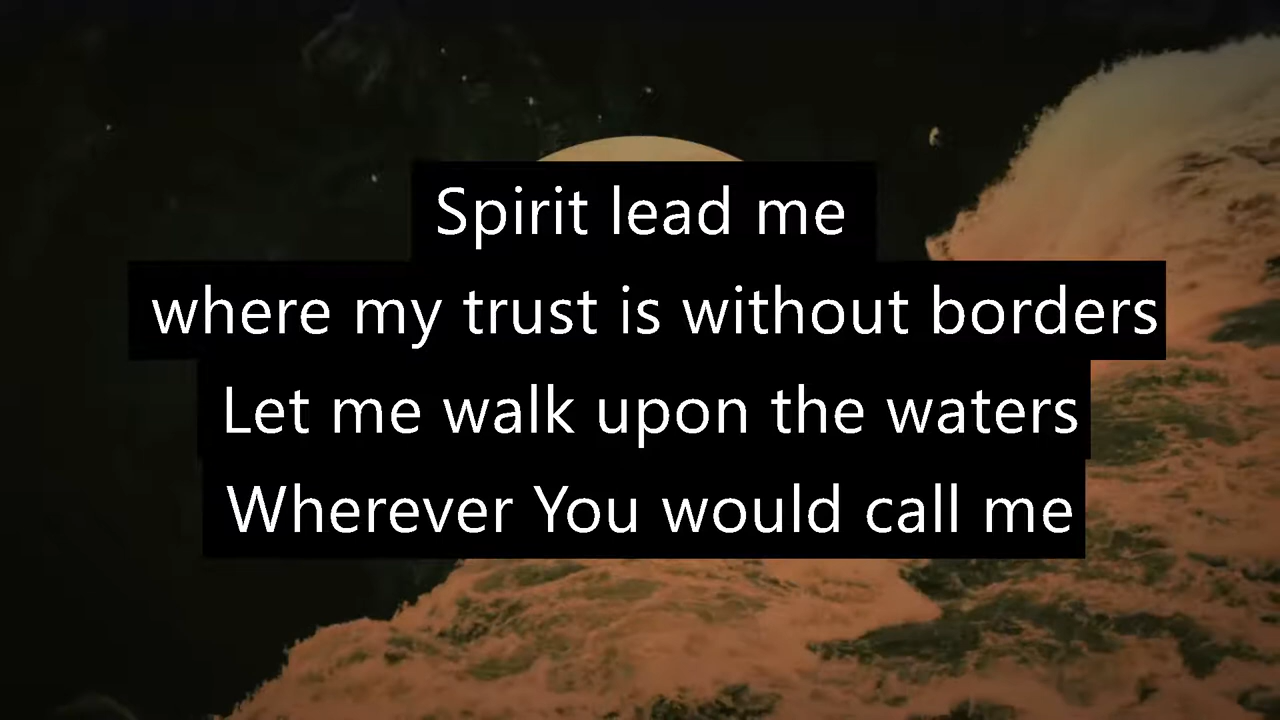 Spirit lead me
where my trust is without borders
Let me walk upon the waters
Wherever You would call me